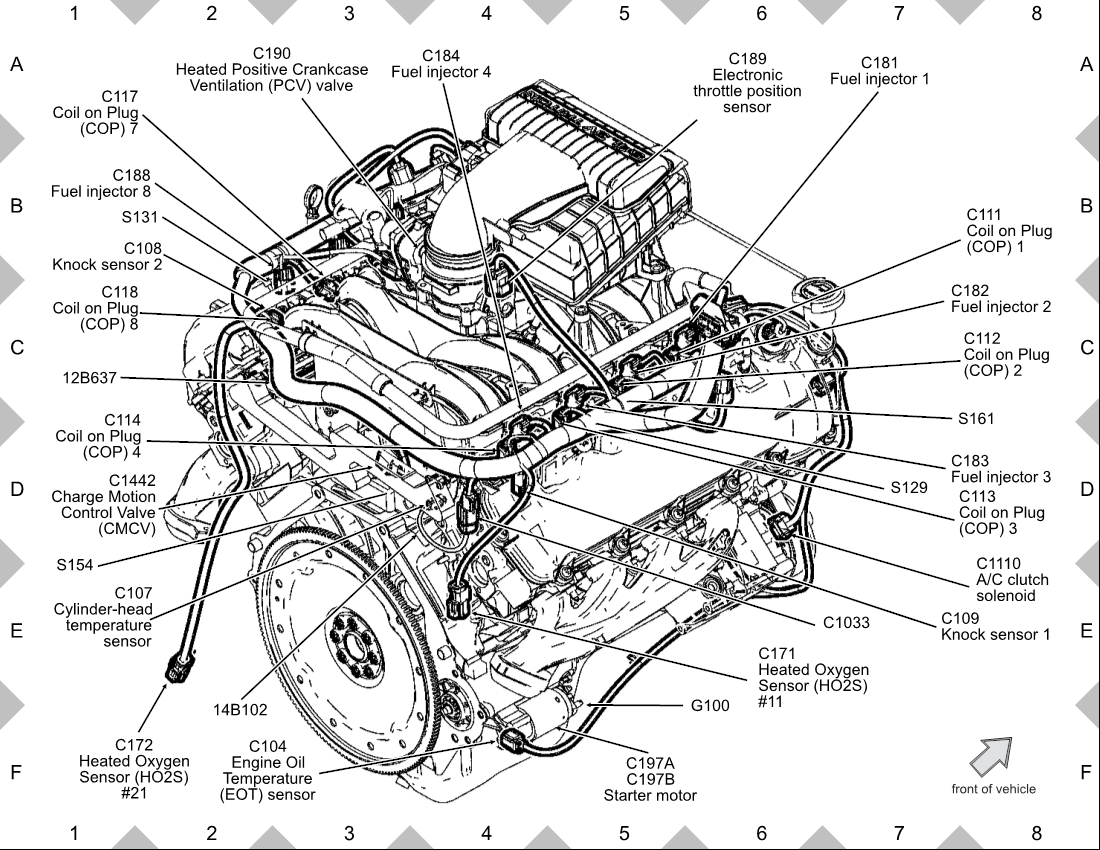 1 2 3 4 5 6 7 8
A
A
C190
Heated Positive Crankcase
Ventilation (PCV) valve
C184
Fuel injector 4
C189
Electronic
throttle position
sensor
C181
Fuel injector 1
C117
Coil on Plug
(COP) 7
C188
Fuel injector 8
S131
B
B
C111
Coil on Plug
(COP) 1
C108
Knock sensor 2
C118
Coil on Plug
(COP) 8
C182
Fuel injector 2
C
C
C112
Coil on Plug
(COP) 2
12B637
C114
Coil on Plug
(COP) 4
S161
C183
Fuel injector 3
D
D
C1442
Charge Motion
Control Valve
(CMCV)
S129
C113
Coil on Plug
(COP) 3
S154
C1110
A/C clutch
solenoid
C107
Cylinder-head
temperature
sensor
E
E
C1033
C109
Knock sensor 1
C171
Heated Oxygen
Sensor (HO2S)
#11
14B102
G100
C172
Heated Oxygen
Sensor (HO2S)
#21
C104
Engine Oil
Temperature
(EOT) sensor
C197A
C197B
Starter motor
F
F
front of vehicle
1 2 3 4 5 6 7 8